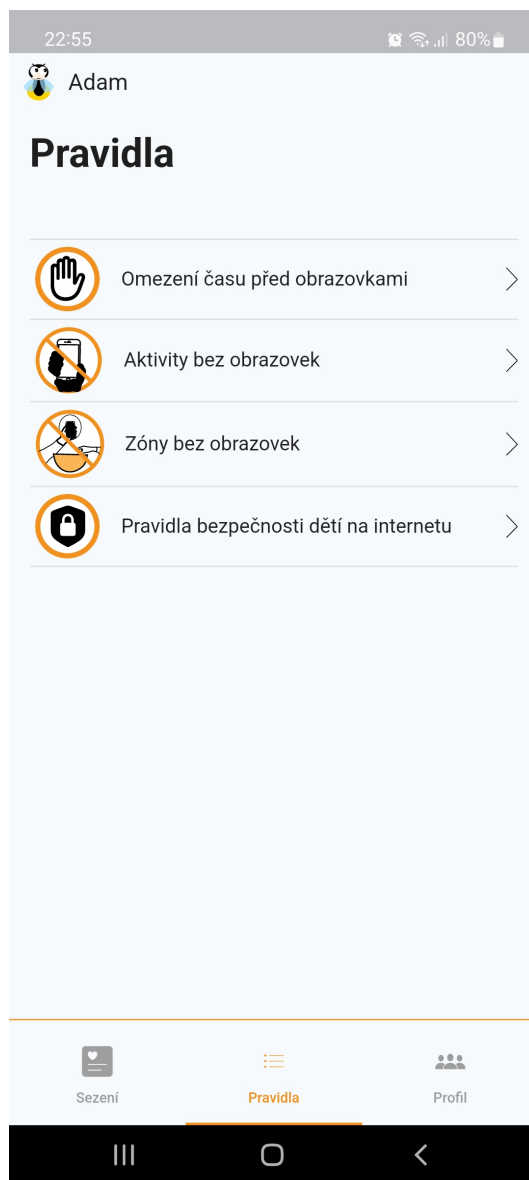 22:55 80%
Adam
Pravidla
Omezení času před obrazovkami
Aktivity bez obrazovek
Zóny bez obrazovek
Pravidla bezpečnosti dětí na internetu
Sezení Pravidla Profil